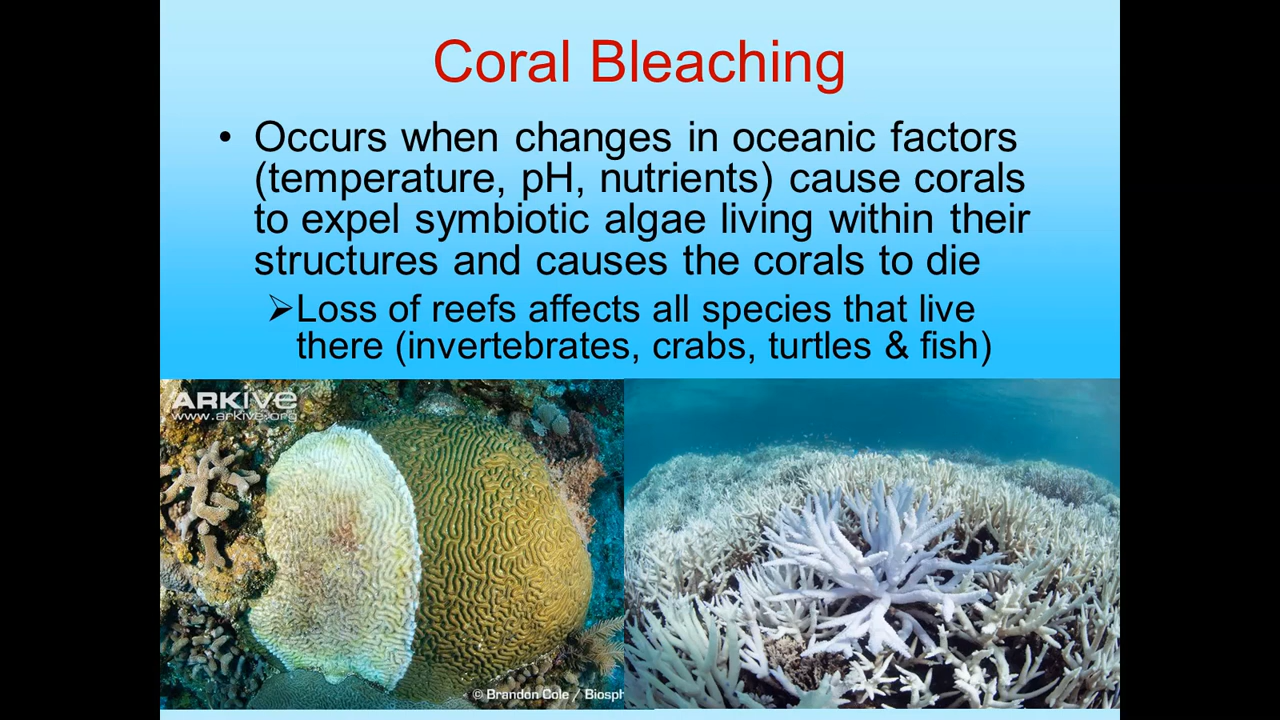 Coral Bleaching
• Occurs when changes in oceanic factors
(temperature, pH, nutrients) cause corals
to expel symbiotic algae living within their
structures and causes the corals to die
➢Loss of reefs affects all species that live
there (invertebrates, crabs, turtles & fish)
ARKIVE
www.arkive.org
© Brandon Cole / Biosph